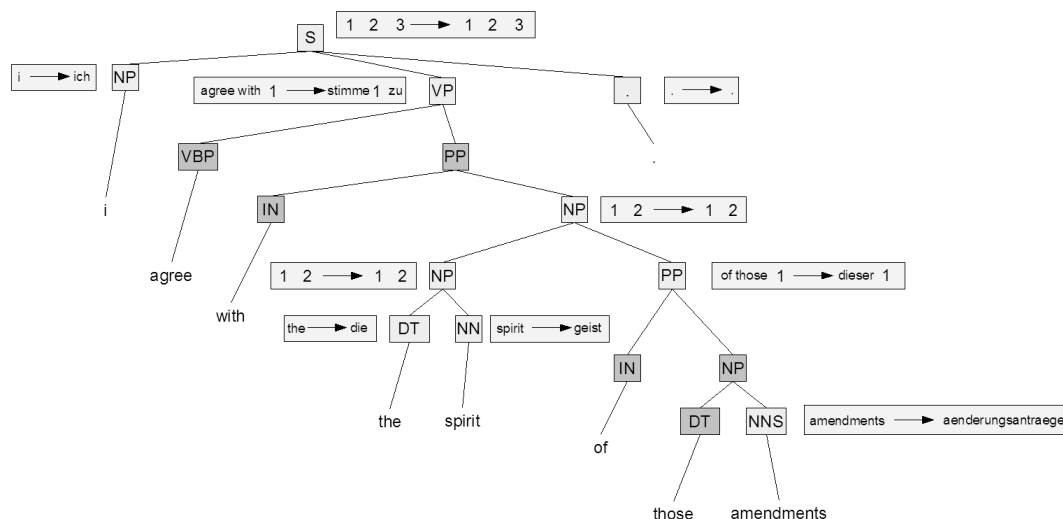 S
1 2 3 → 1 2 3
i → ich
NP
agree with 1 → stimme 1 zu
VP
.
. → .
VBP
PP
.
i
IN
NP
1 2 → 1 2
agree
with
1 2 → 1 2
NP
PP
of those 1 → dieser 1
the → die
DT
NN
spirit → geist
IN
NP
the
spirit
of
DT
NNS
amendments → aenderungsantraege
those
amendments